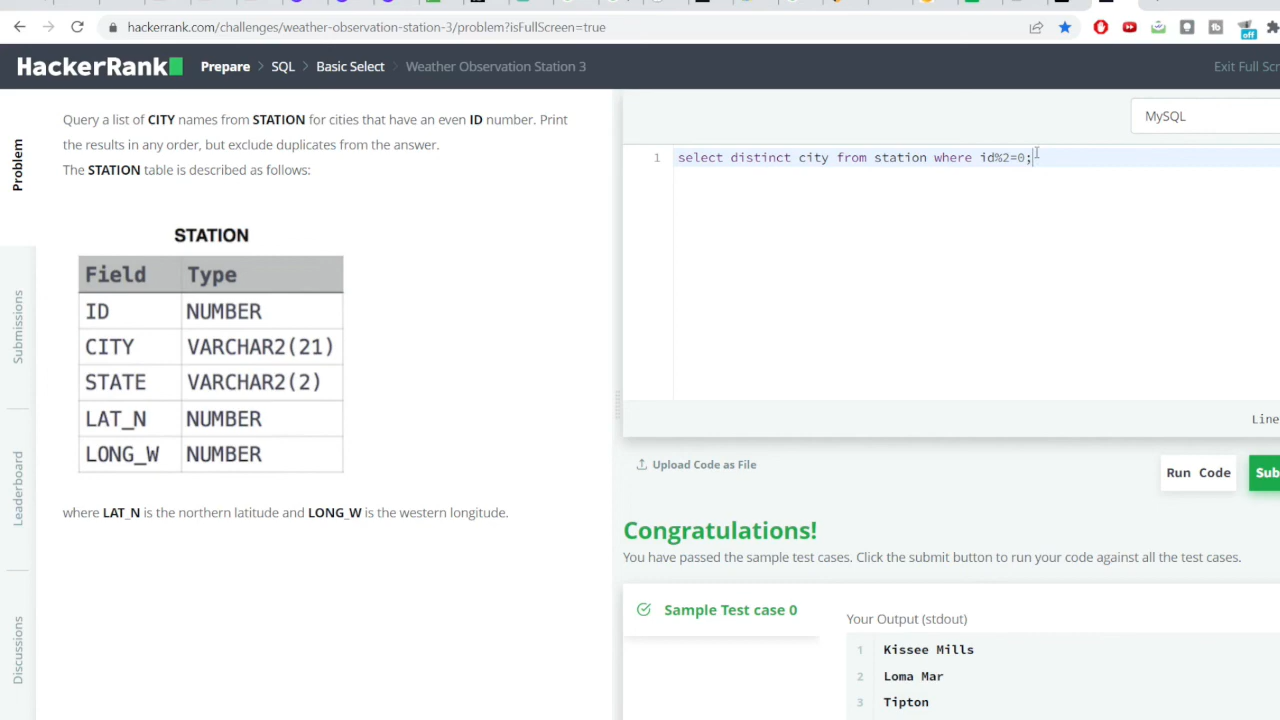 hackerrank.com/challenges/weather-observation-station-3/problem?isFullScreen=true
off
HackerRank Prepare > SQL > Basic Select > Weather Observation Station 3 Exit Full Scr
Problem
Submissions
Leaderboard
Discussions
Query a list of CITY names from STATION for cities that have an even ID number. Print
the results in any order, but exclude duplicates from the answer.
The STATION table is described as follows:
STATION
Field Type
ID NUMBER
CITY VARCHAR2(21)
STATE VARCHAR2(2)
LAT_N NUMBER
LONG_W NUMBER
where LAT_N is the northern latitude and LONG_W is the western longitude.
MySQL
1 select distinct city from station where id%2=0;
Line
Upload Code as File
Run Code
Sub
Congratulations!
You have passed the sample test cases. Click the submit button to run your code against all the test cases.
Sample Test case 0
Your Output (stdout)
1 Kissee Mills
2 Loma Mar
3 Tipton